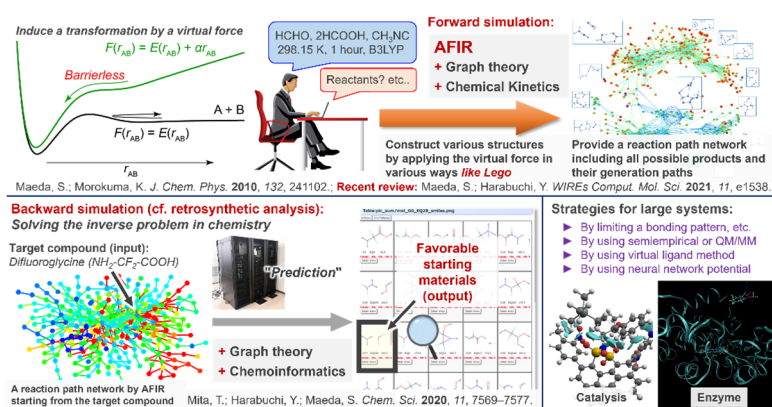 Induce a transformation by a virtual force
F(rAB) = E(rAB) + αrAB
Barrierless
A + B
F(rAB) = E(rAB)
rAB
HCHO, 2HCOOH, CH3NC
298.15 K, 1 hour, B3LYP
Reactants? etc..
Forward simulation:
AFIR
+ Graph theory
+ Chemical Kinetics
Construct various structures
by applying the virtual force in
various ways like Lego
Provide a reaction path network
including all possible products and
their generation paths
Maeda, S.; Morokuma, K. J. Chem. Phys. 2010, 132, 241102.; Recent review: Maeda, S.; Harabuchi, Y. WIREs Comput. Mol. Sci. 2021, 11, e1538.
Backward simulation (cf. retrosynthetic analysis):
Solving the inverse problem in chemistry
Target compound (input):
Difluoroglycine (NH2-CF2-COOH)
"Prediction"
+ Graph theory
+ Chemoinformatics
A reaction path network by AFIR
starting from the target compound
Favorable
starting
materials
(output)
Mita, T.; Harabuchi, Y.; Maeda, S. Chem. Sci. 2020, 11, 7569–7577.
Strategies for large systems:
► By limiting a bonding pattern, etc.
► By using semiempirical or QM/MM
► By using virtual ligand method
► By using neural network potential
Catalysis
Enzyme